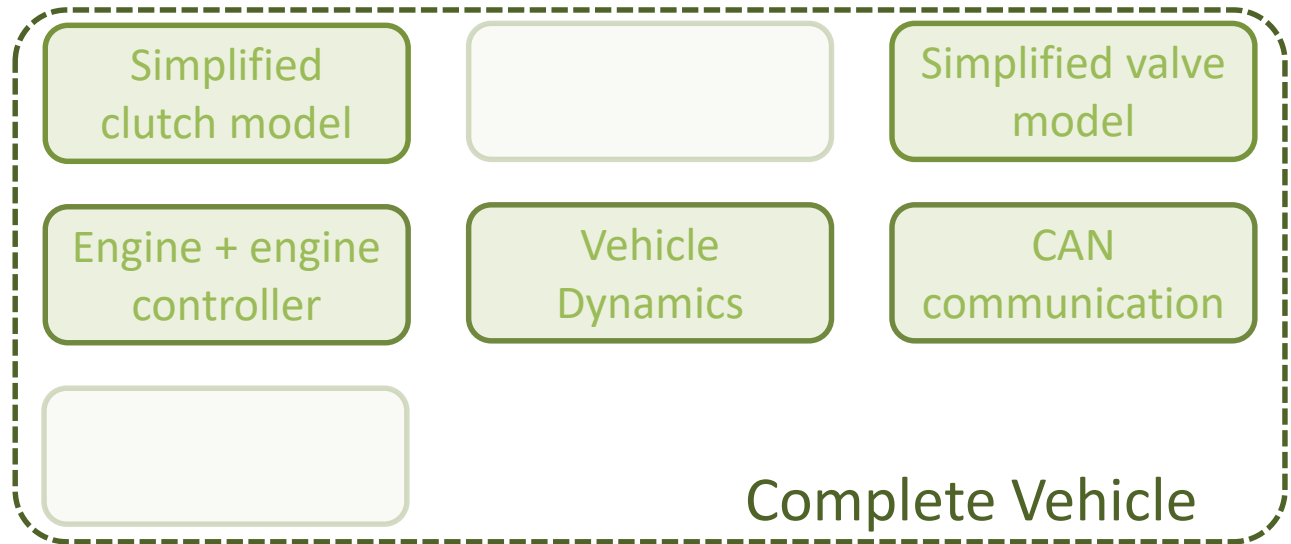 Simplified
clutch model
Simplified valve
model
Engine + engine
controller
Vehicle
Dynamics
CAN
communication
Complete Vehicle